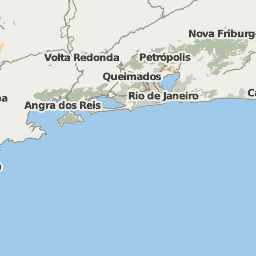 Nova Friburgo
Volta Redonda
Petrópolis
Queimados
Rio de Janeiro
Angra dos Reis